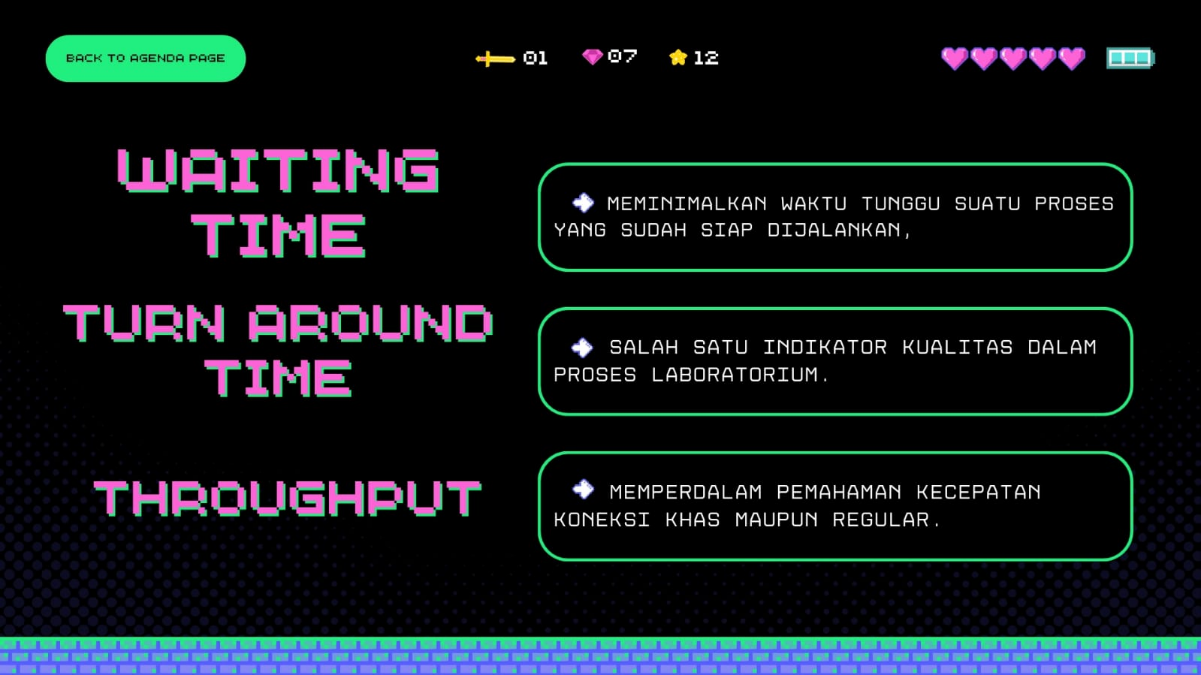 BACK TO AGENDA PAGE
01
07
12
WAITING
TIME
MEMINIMALKAN WAKTU TUNGGU SUATU PROSES
YANG SUDAH SIAP DIJALANKAN,
TURN AROUND
TIME
SALAH SATU INDIKATOR KUALITAS DALAM
PROSES LABORATORIUM.
THROUGHPUT
MEMPERDALAM PEMAHAMAN KECEPATAN
KONEKSI KHAS MAUPUN REGULAR.